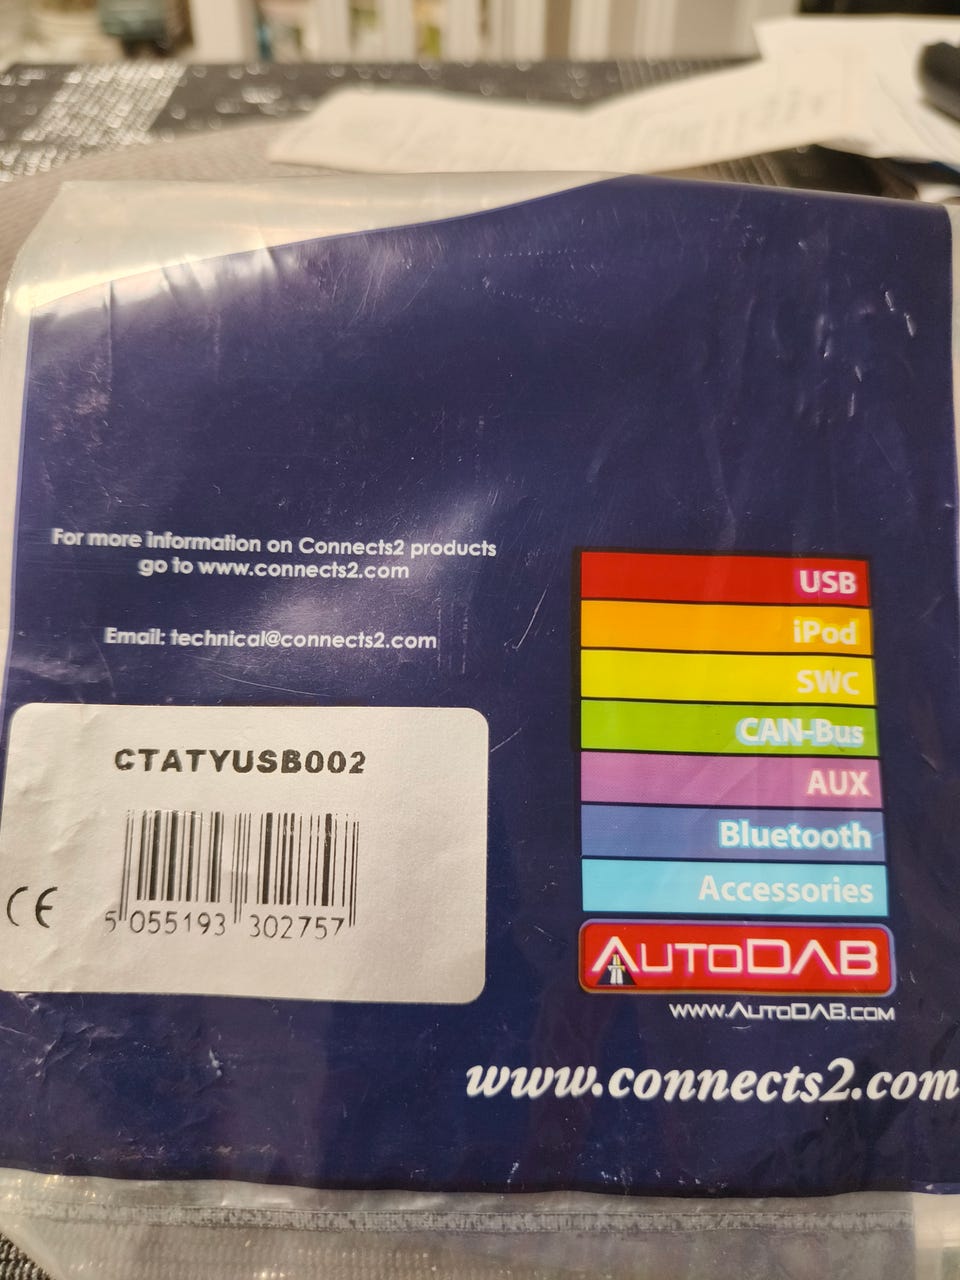 For more information on Connects2 products
go to www.connects2.com
Email: technical@connects2.com
CTATYUSB002
CE
5 055193 302757
USB
iPod
SWC
CAN-Bus
AUX
Bluetooth
Accessories
AUTODAB
WWW.AUTODAB.COM
www.connects2.com